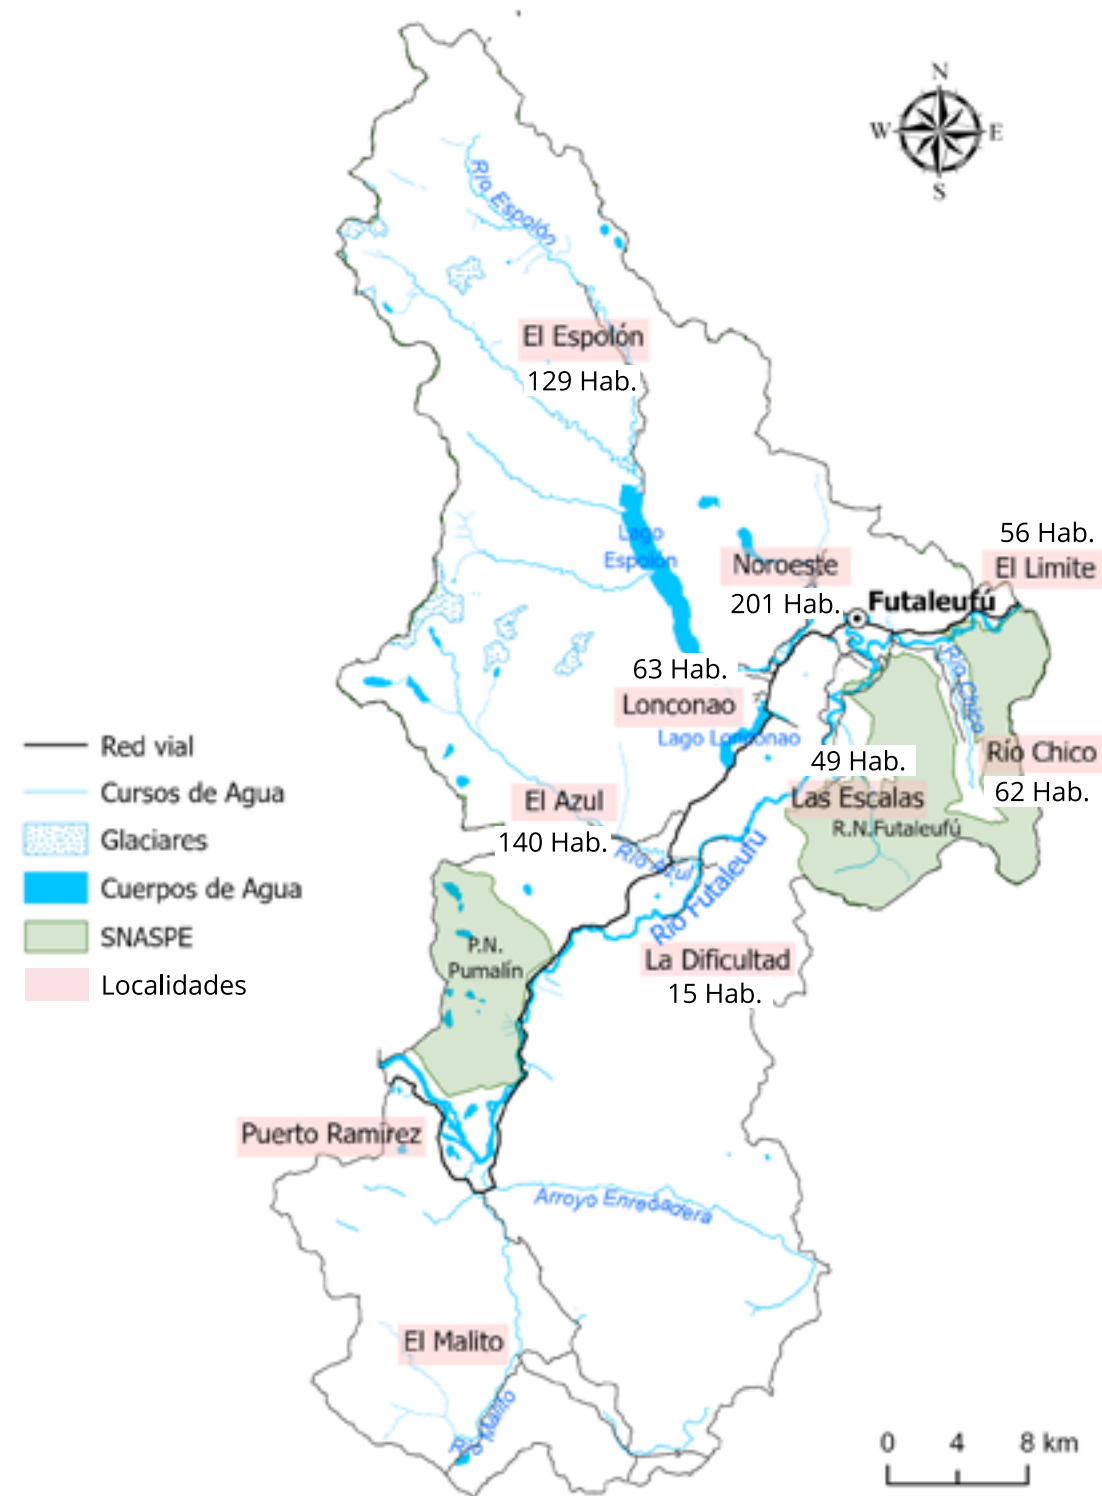 N
W
E
S
Río Espolón
El Espolón
129 Hab.
Lago
Espolón
56 Hab.
El Limite
Noroeste
201 Hab.
Futaleufú
63 Hab.
Lonconao
Lago Lonconao
Río Chico
Río Chico
62 Hab.
49 Hab.
Las Escalas
R.N.Futaleufú
El Azul
140 Hab.
Río Azul
Río Futaleufú
P.N.
Pumalín
La Dificultad
15 Hab.
Red vial
Cursos de Agua
Glaciares
Cuerpos de Agua
SNASPE
Localidades
Puerto Ramírez
Arroyo Enredadera
El Malito
Río Malito
0 4 8 km